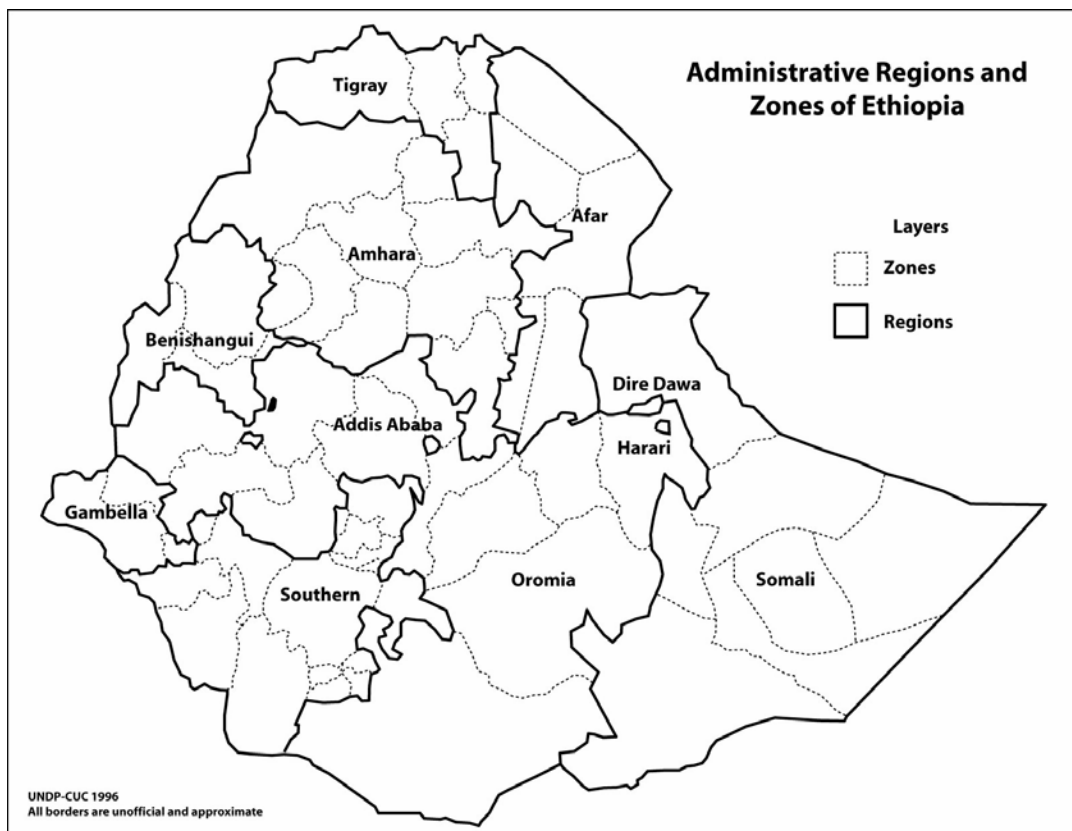 Administrative Regions and
Zones of Ethiopia
Tigray
Afar
Layers
Amhara
Zones
Benishangui
Regions
Dire Dawa
Addis Ababa
Harari
Gambella
Oromia
Somali
Southern
UNDP-CUC 1996
All borders are unofficial and approximate